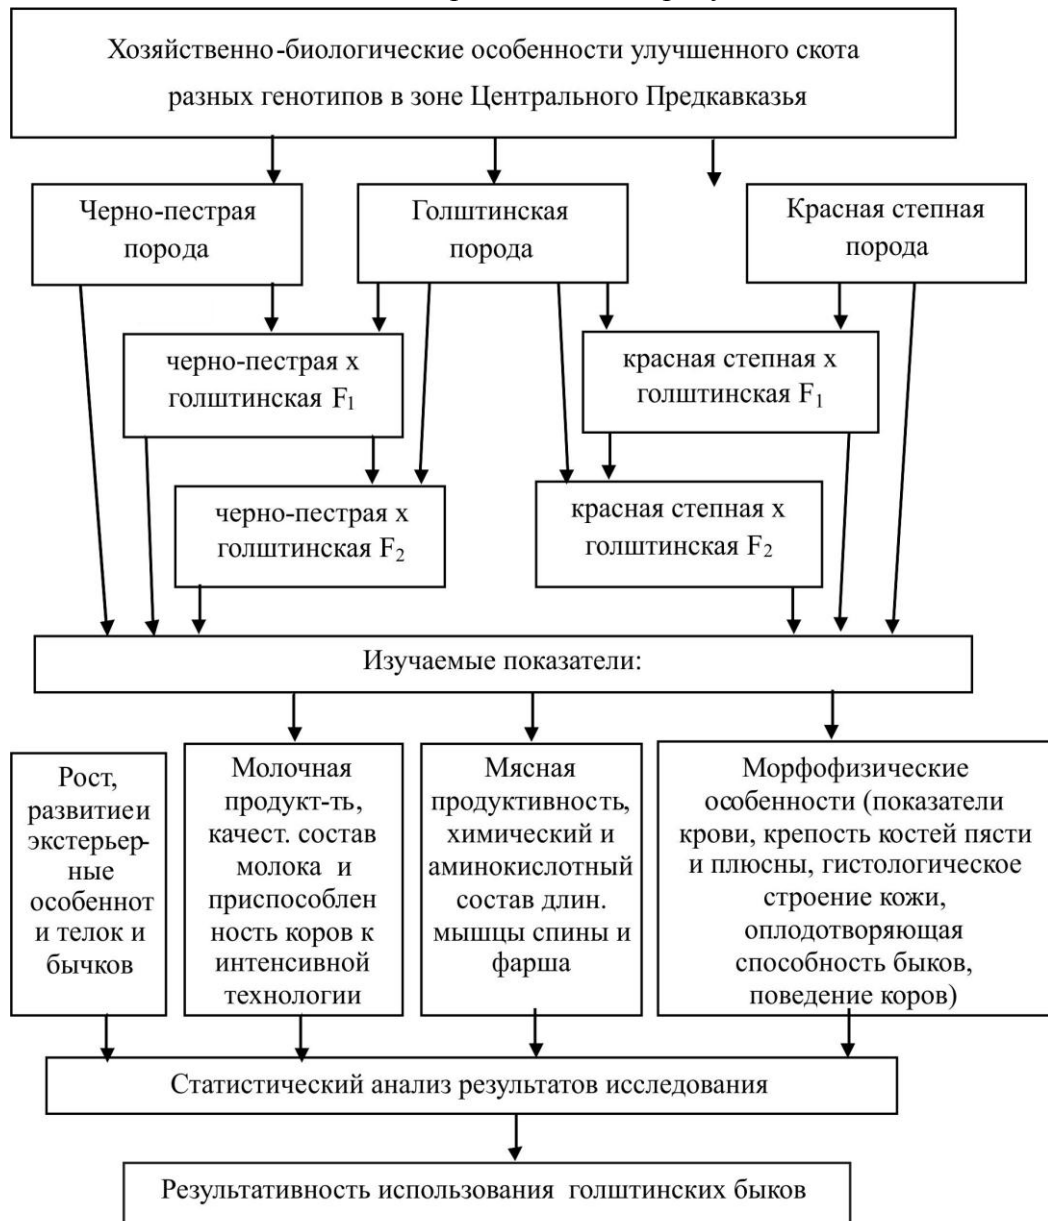 Хозяйственно-биологические особенности улучшенного скота
разных генотипов в зоне Центрального Предкавказья
Черно-пестрая
порода
Голштинская
порода
Красная степная
порода
черно-пестрая х
голштинская F₁
красная степная х
голштинская F₁
черно-пестрая х
голштинская F₂
красная степная х
голштинская F₂
Изучаемые показатели:
Рост,
развитие и
экстерьер-
ные
особеннот
и телок и
бычков
Молочная
продукт-ть,
качест. состав
молока и
приспособлен
ность коров к
интенсивной
технологии
Мясная
продуктивность,
химический и
аминокислотный
состав длин.
мышцы спины и
фарша
Морфофизические
особенности (показатели
крови, крепость костей пясти
и плюсны, гистологическое
строение кожи,
оплодотворяющая
способность быков,
поведение коров)
Статистический анализ результатов исследования
Результативность использования голштинских быков